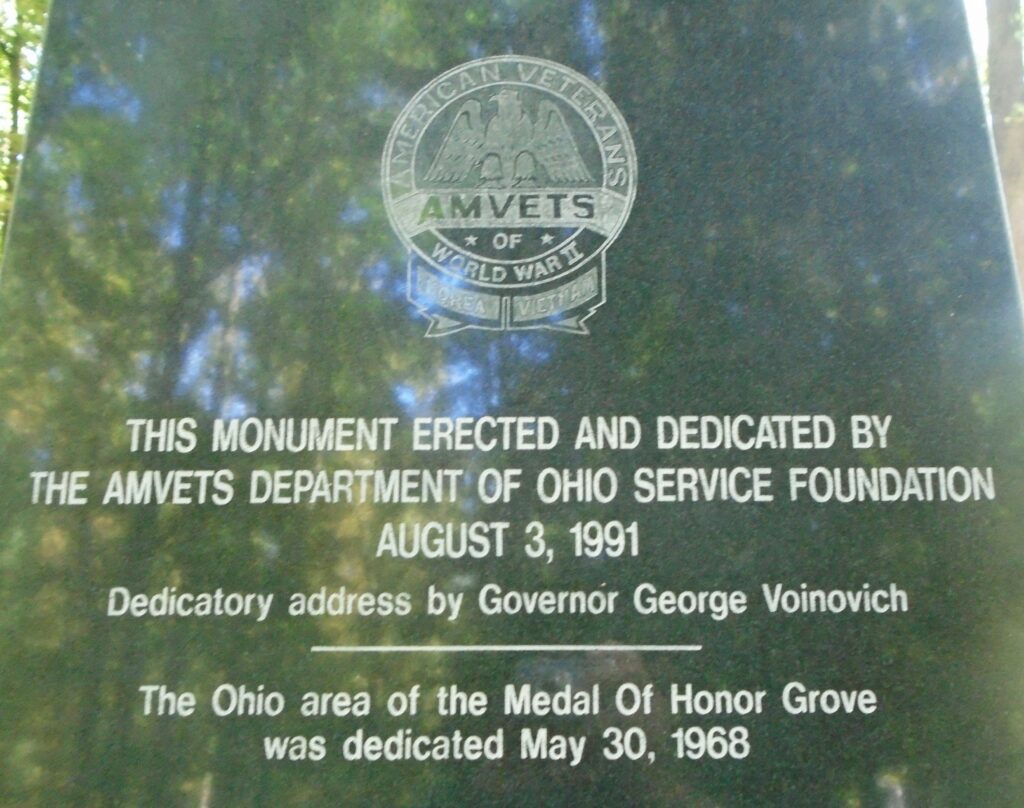 AMERICAN VETERANS
AMVETS
OF
WORLD WAR II
KOREA VIETNAM
THIS MONUMENT ERECTED AND DEDICATED BY
THE AMVETS DEPARTMENT OF OHIO SERVICE FOUNDATION
AUGUST 3, 1991
Dedicatory address by Governor George Voinovich
The Ohio area of the Medal Of Honor Grove
was dedicated May 30, 1968